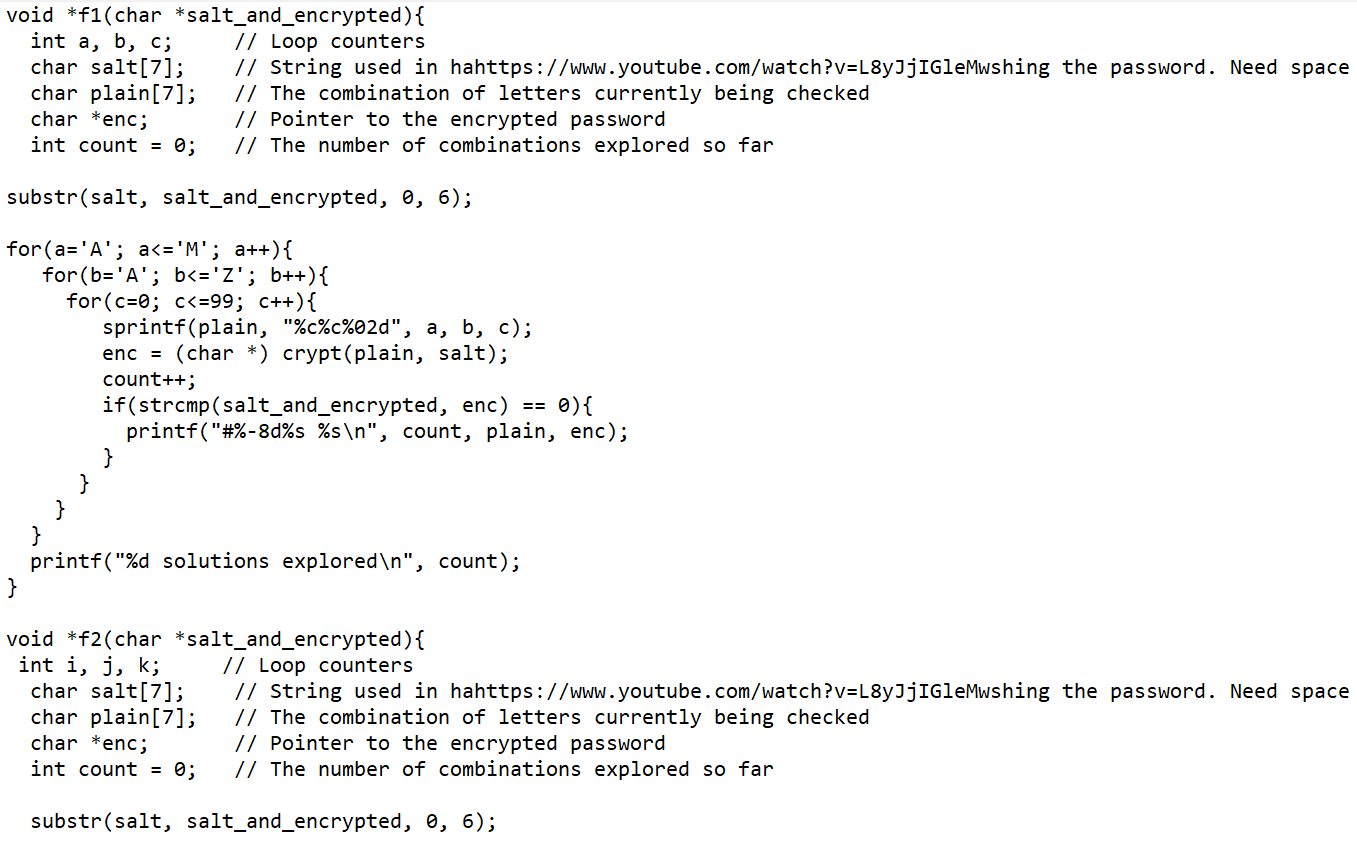 void *f1(char *salt_and_encrypted){
  int a, b, c;     // Loop counters
  char salt[7];    // String used in hahttps://www.youtube.com/watch?v=L8yJjIGleMwshing the password. Need space
  char plain[7];   // The combination of letters currently being checked
  char *enc;       // Pointer to the encrypted password
  int count = 0;   // The number of combinations explored so far

substr(salt, salt_and_encrypted, 0, 6);

for(a='A'; a<='M'; a++){
   for(b='A'; b<='Z'; b++){
     for(c=0; c<=99; c++){
        sprintf(plain, "%c%c%02d", a, b, c);
        enc = (char *) crypt(plain, salt);
        count++;
        if(strcmp(salt_and_encrypted, enc) == 0){
          printf("#%-8d%s %s\n", count, plain, enc);
        }
      }
    }
  }
  printf("%d solutions explored\n", count);
}

void *f2(char *salt_and_encrypted){
 int i, j, k;     // Loop counters
  char salt[7];    // String used in hahttps://www.youtube.com/watch?v=L8yJjIGleMwshing the password. Need space
  char plain[7];   // The combination of letters currently being checked
  char *enc;       // Pointer to the encrypted password
  int count = 0;   // The number of combinations explored so far

  substr(salt, salt_and_encrypted, 0, 6);